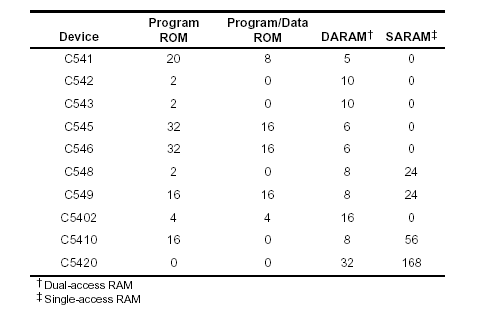 Program Program/Data
Device ROM ROM DARAM† SARAM‡
C541 20 8 5 0
C542 2 0 10 0
C543 2 0 10 0
C545 32 16 6 0
C546 32 16 6 0
C548 2 0 8 24
C549 16 16 8 24
C5402 4 4 16 0
C5410 16 0 8 56
C5420 0 0 32 168
† Dual-access RAM
‡ Single-access RAM